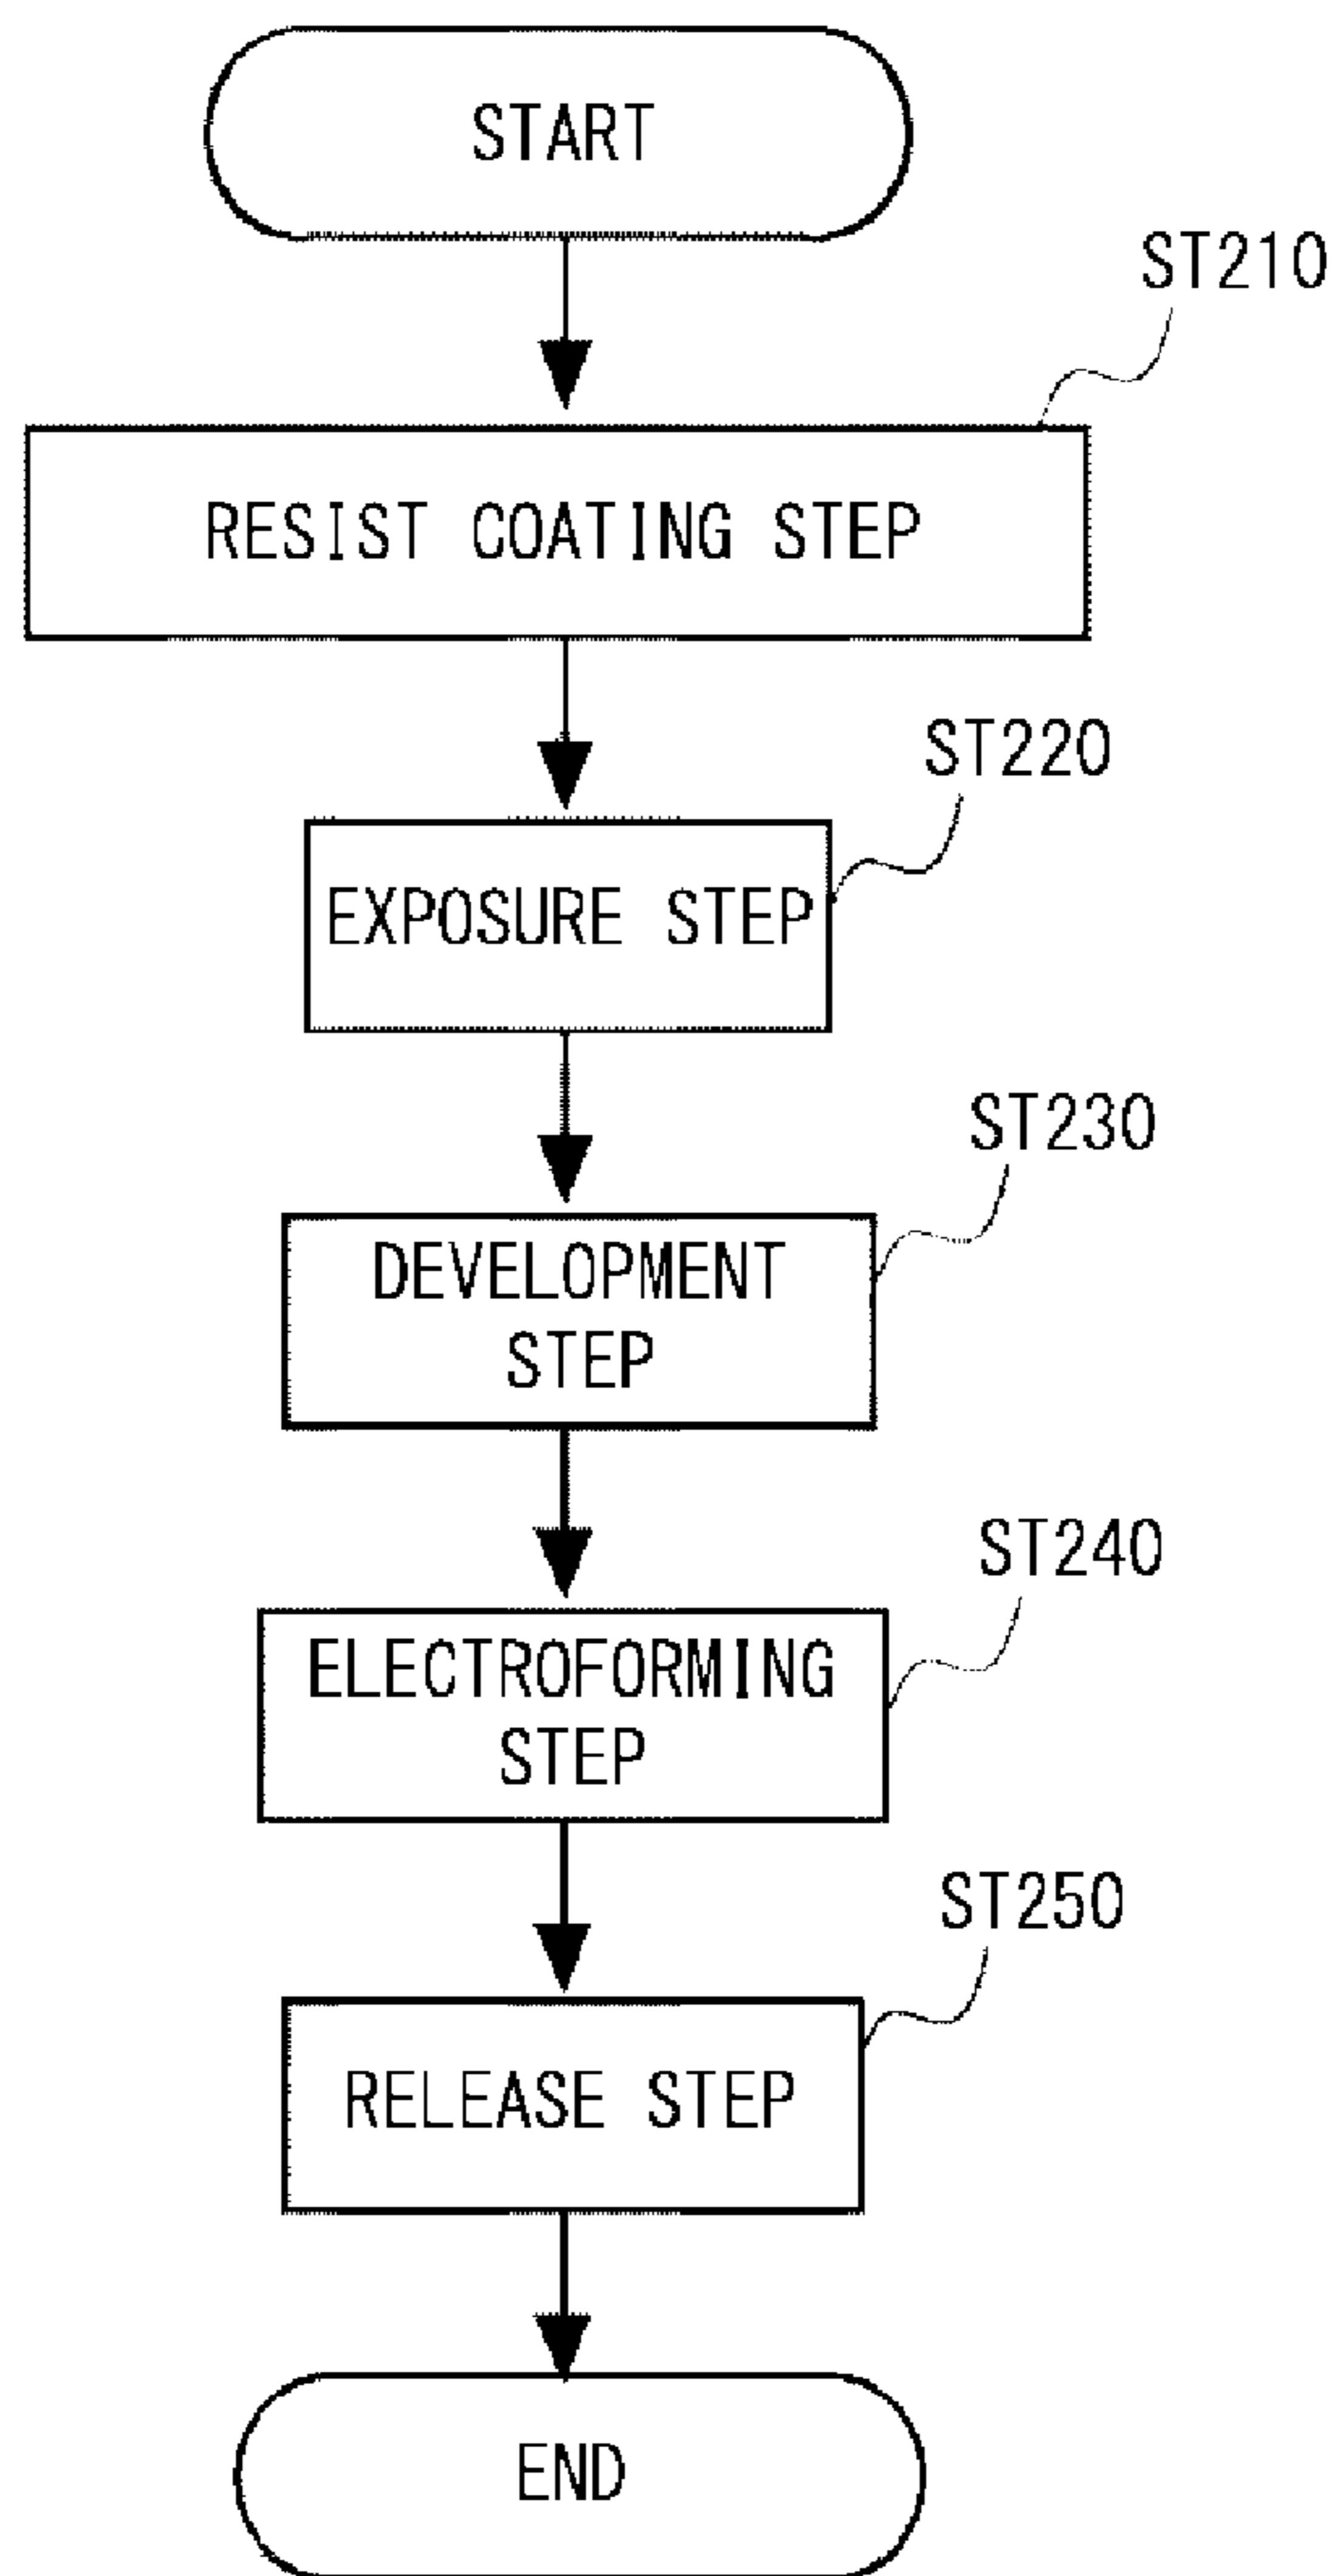 START
ST210
RESIST COATING STEP
ST220
EXPOSURE STEP
ST230
DEVELOPMENT
STEP
ST240
ELECTROFORMING
STEP
ST250
RELEASE STEP
END